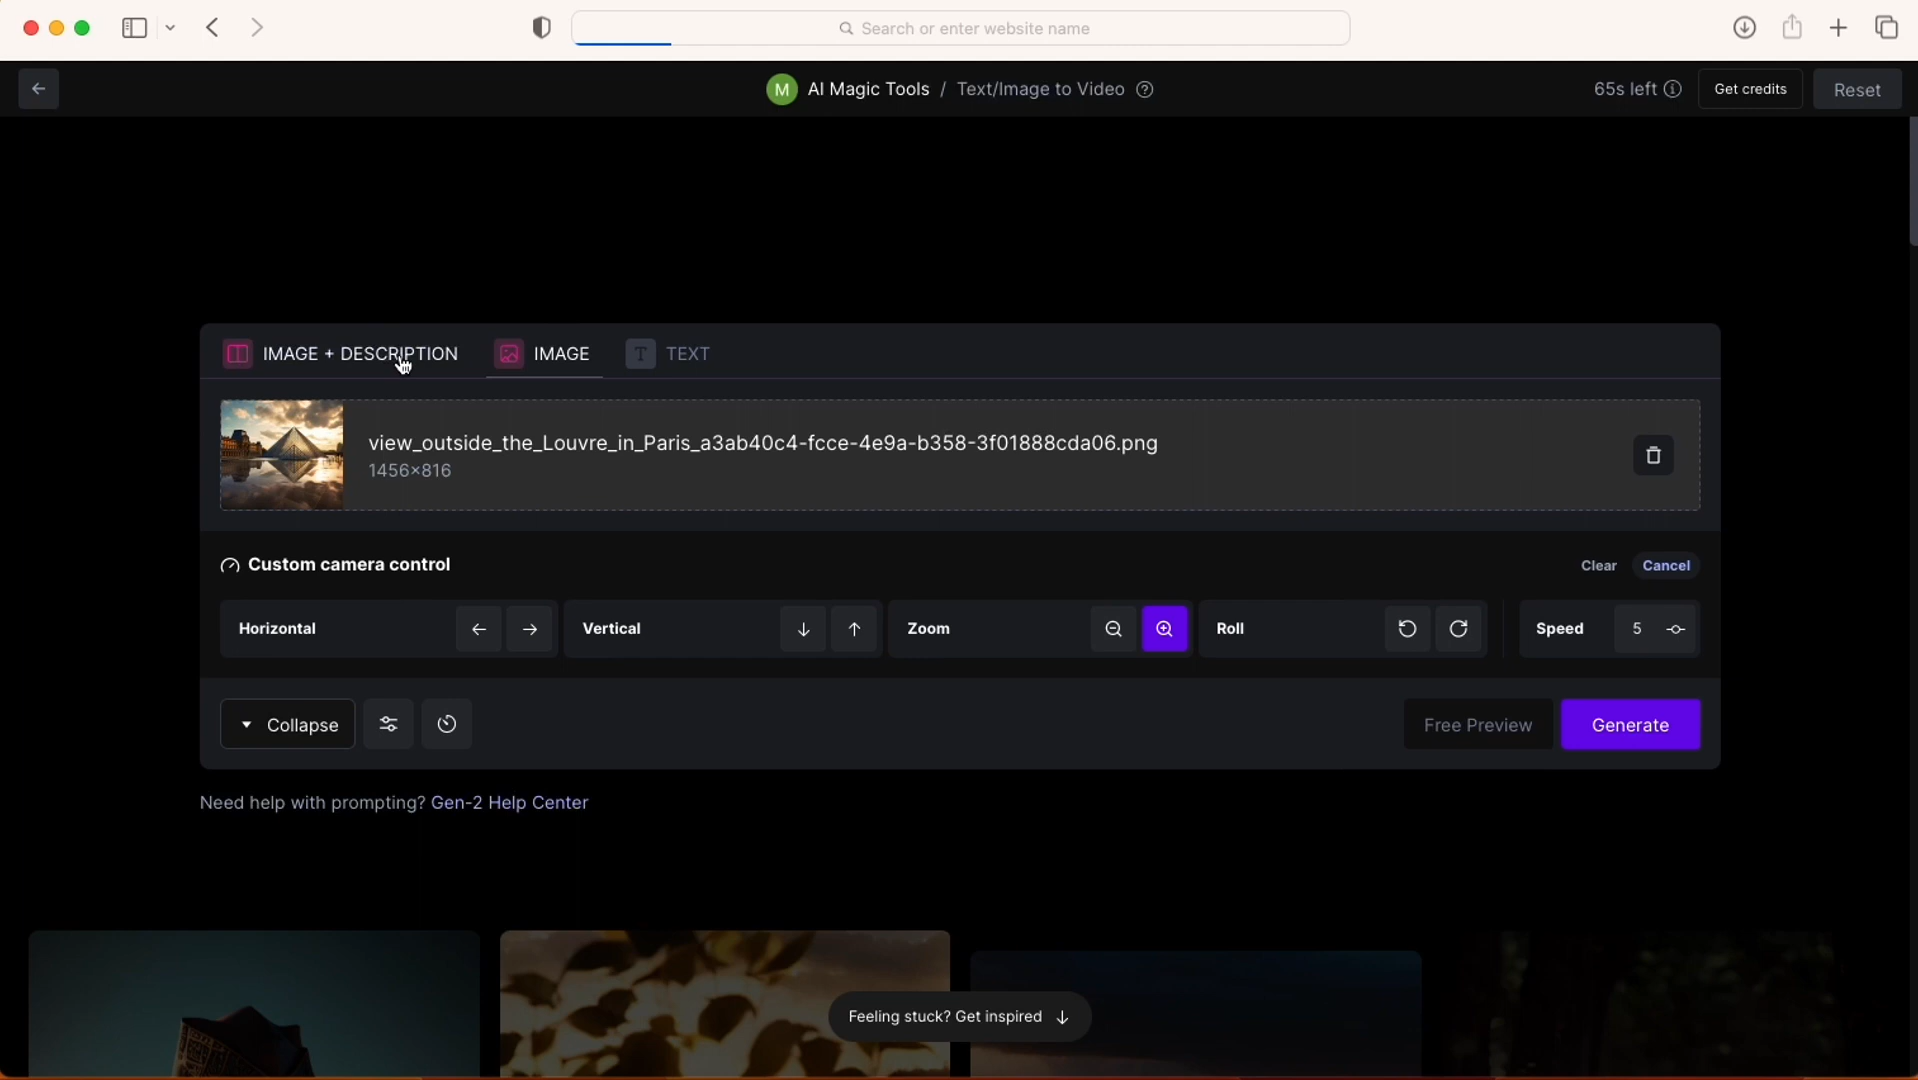 Search or enter website name
M AI Magic Tools / Text/Image to Video
65s left
Get credits
Reset
IMAGE + DESCRIPTION
IMAGE
T TEXT
view_outside_the_Louvre_in_Paris_a3ab40c4-fcce-4e9a-b358-3f01888cda06.png
1456×816
Custom camera control
Clear
Cancel
Horizontal
Vertical
Zoom
Roll
Speed 5
Collapse
Free Preview
Generate
Need help with prompting? Gen-2 Help Center
Feeling stuck? Get inspired